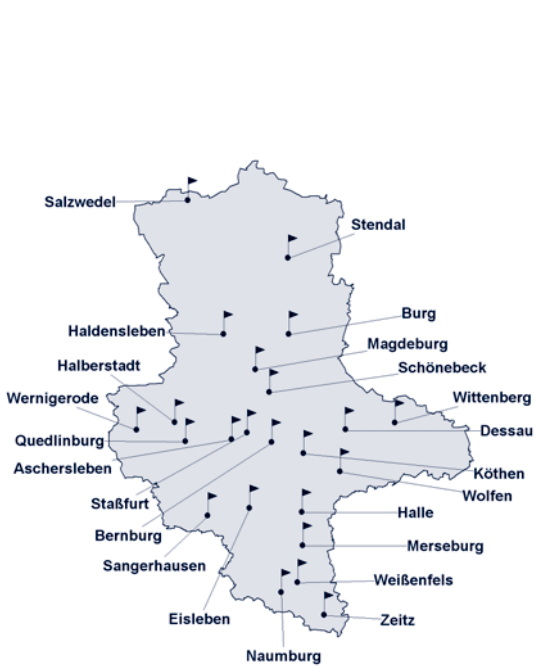 Salzwedel
Stendal
Burg
Haldensleben
Magdeburg
Halberstadt
Schönebeck
Wernigerode
Wittenberg
Dessau
Quedlinburg
Aschersleben
Köthen
Wolfen
Staßfurt
Halle
Bernburg
Merseburg
Sangerhausen
Weißenfels
Eisleben
Zeitz
Naumburg